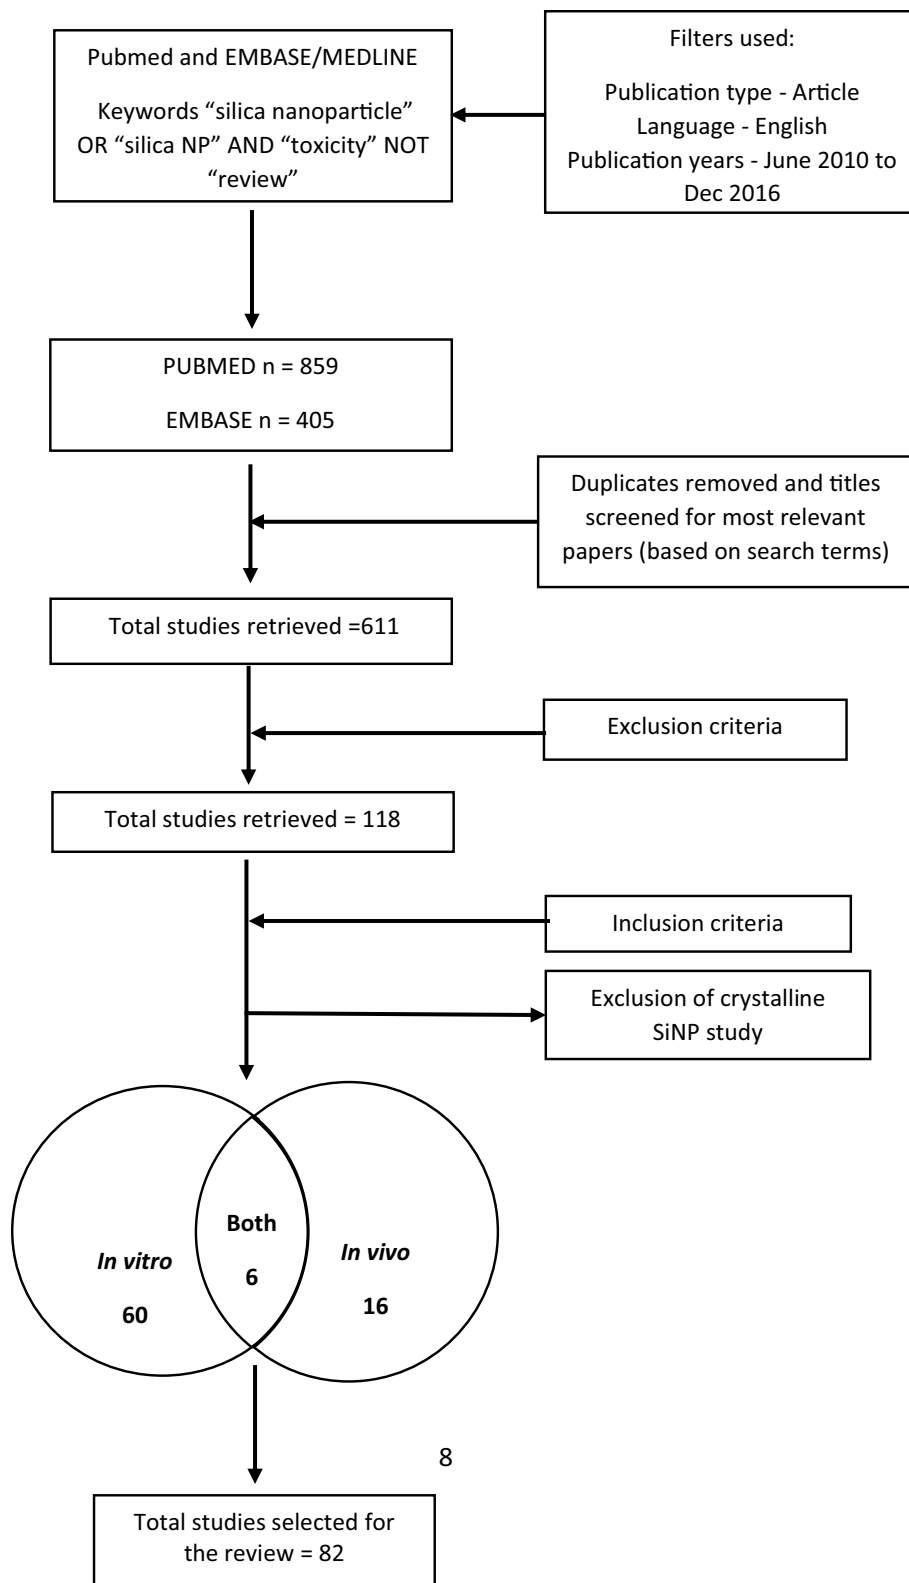 Pubmed and EMBASE/MEDLINE
Keywords “silica nanoparticle”
OR “silica NP” AND “toxicity” NOT
“review”
Filters used:
Publication type - Article
Language - English
Publication years - June 2010 to
Dec 2016
PUBMED n = 859
EMBASE n = 405
Duplicates removed and titles
screened for most relevant
papers (based on search terms)
Total studies retrieved =611
Exclusion criteria
Total studies retrieved = 118
Inclusion criteria
Exclusion of crystalline
SiNP study
In vitro
60
Both
6
In vivo
16
8
Total studies selected for
the review = 82